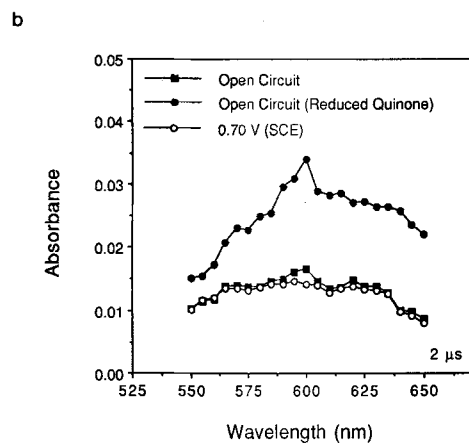 b
0.05
Open Circuit
Open Circuit (Reduced Quinone)
0.70 V (SCE)
0.04
0.03
0.02
0.01
0.00
Absorbance
2 μs
525 550 575 600 625 650
Wavelength (nm)